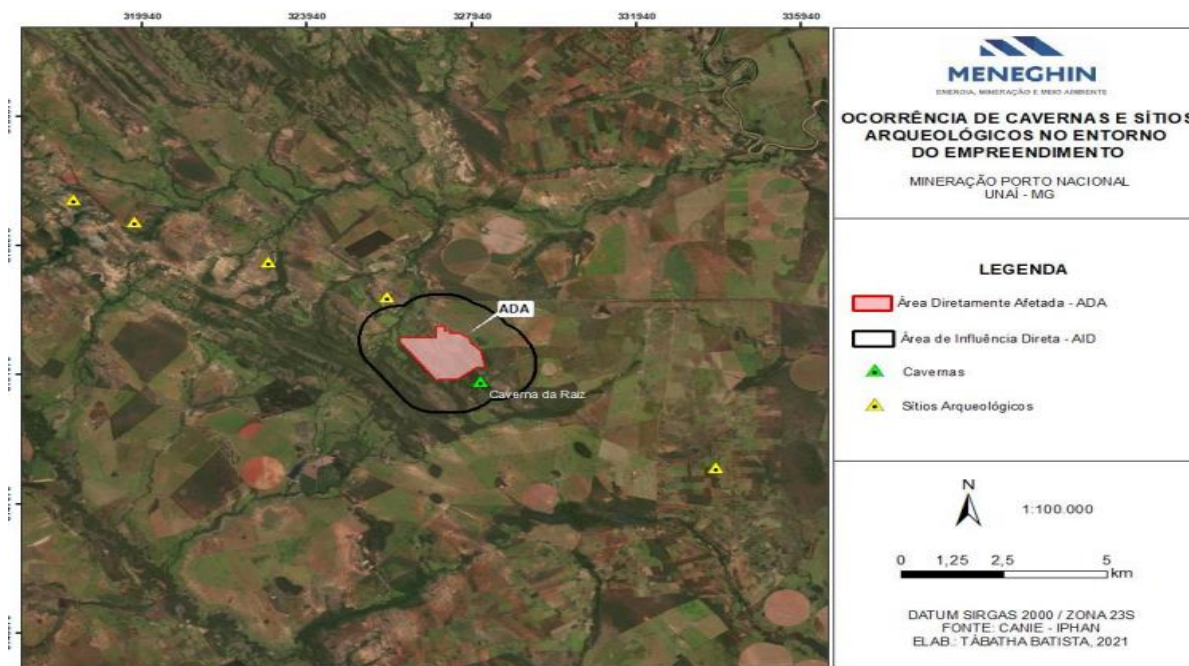 319940 323940 327940 331940 335940
ADA
Caverna da Raiz
MENEGHIN
ENERGIA, MINERAÇÃO E MEIO AMBIENTE
OCORRÊNCIA DE CAVERNAS E SÍTIOS
ARQUEOLÓGICOS NO ENTORNO
DO EMPREENDIMENTO
MINERAÇÃO PORTO NACIONAL
UNAÍ - MG
LEGENDA
Área Diretamente Afetada - ADA
Área de Influência Direta - AID
Cavernas
Sítios Arqueológicos
N
1:100.000
0 1,25 2,5 5
km
DATUM SIRGAS 2000 / ZONA 23S
FONTE: CANIE - IPHAN
ELAB.: TÁBATHA BATISTA, 2021